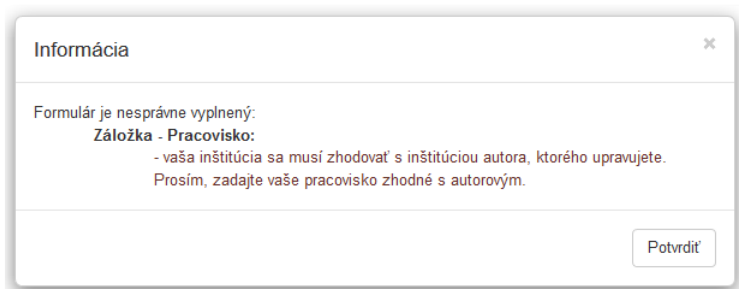 Informácia
×
Formulár je nesprávne vyplnený:
Záložka - Pracovisko:
- vaša inštitúcia sa musí zhodovať s inštitúciou autora, ktorého upravujete.
Prosím, zadajte vaše pracovisko zhodné s autorovým.
Potvrdiť